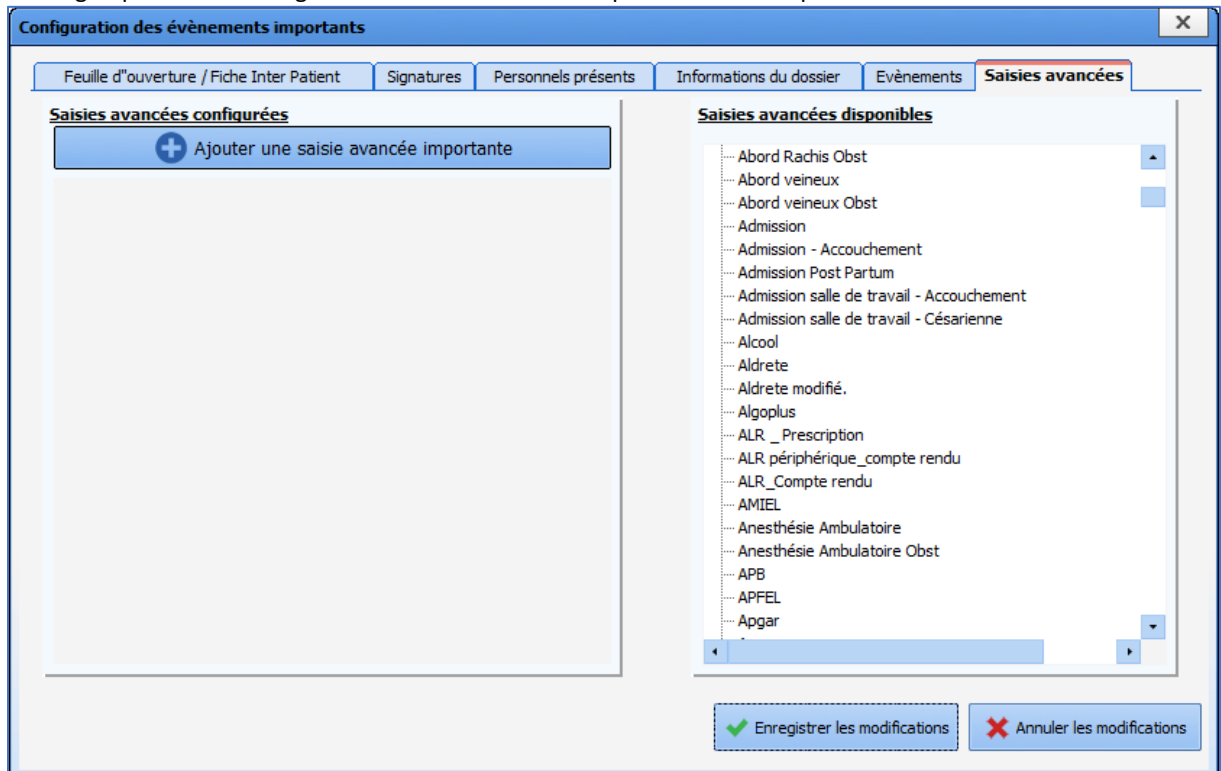 Configuration des évènements importants
X
Feuille d"ouverture / Fiche Inter Patient
Signatures
Personnels présents
Informations du dossier
Evènements
Saisies avancées
Saisies avancées configurées
Ajouter une saisie avancée importante
Saisies avancées disponibles
Abord Rachis Obst
Abord veineux
Abord veineux Obst
Admission
Admission - Accouchement
Admission Post Partum
Admission salle de travail - Accouchement
Admission salle de travail - Césarienne
Alcool
Aldrete
Aldrete modifié.
Algoplus
ALR _ Prescription
ALR périphérique_compte rendu
ALR_Compte rendu
AMIEL
Anesthésie Ambulatoire
Anesthésie Ambulatoire Obst
APB
APFEL
Apgar
Enregistrer les modifications
Annuler les modifications